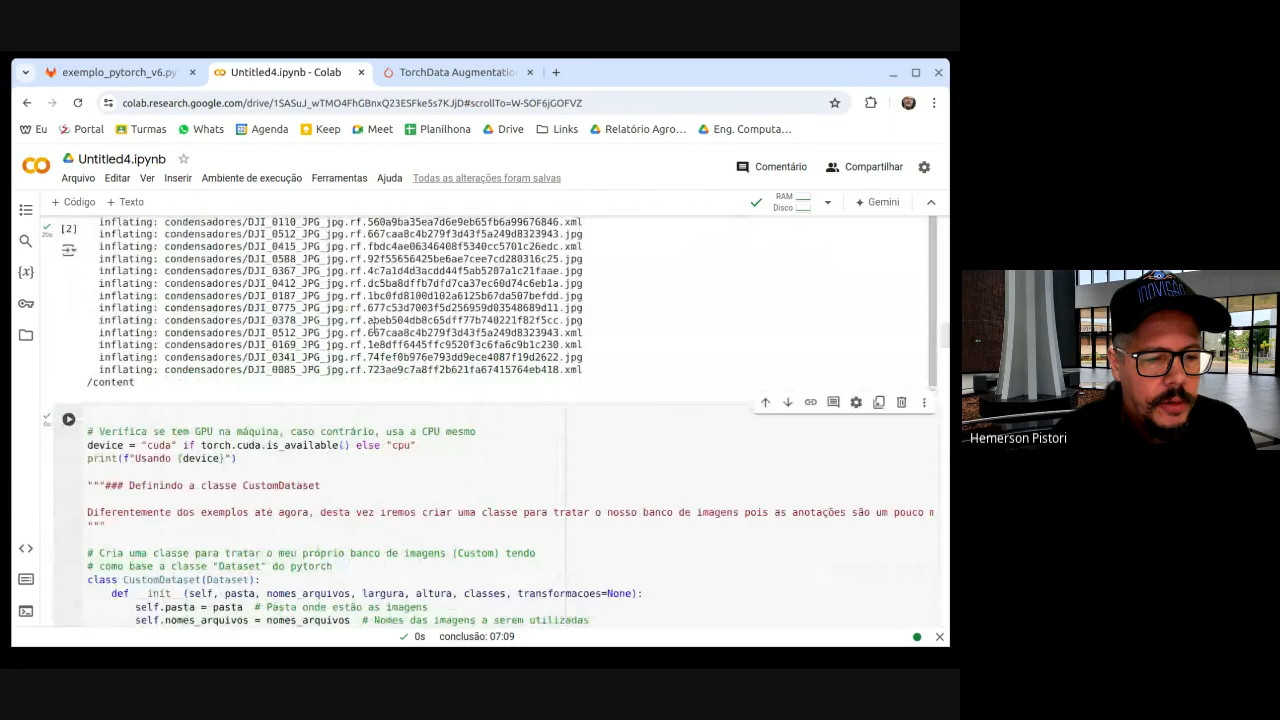 exemplo_pytorch_v6.py
Untitled4.ipynb - Colab
TorchData Augmentatio
colab.research.google.com/drive/1SASuJ_wTMO4FhGBnxQ23ESFke5s7KJjD#scrollTo=W-SOF6jGOFVZ
Eu Portal Turmas Whats Agenda Keep Meet Planilhona Drive Links Relatório Agro... Eng. Computa...
Untitled4.ipynb
Comentário Compartilhar
Arquivo Editar Ver Inserir Ambiente de execução Ferramentas Ajuda Todas as alterações foram salvas
+ Código + Texto
RAM
Disco
Gemini
[2]
20s
inflating: condensadores/DJI_0110_JPG_jpg.rf.560a9ba35ea7d6e9eb65fb6a99676846.xml
inflating: condensadores/DJI_0512_JPG_jpg.rf.667caa8c4b279f3d43f5a249d8323943.xml
inflating: condensadores/DJI_0415_JPG_jpg.rf.fbdc4ae06346408f5340cc5701c26edc.xml
inflating: condensadores/DJI_0588_JPG_jpg.rf.92f55656425be6ae7cee7cd280316c25.jpg
inflating: condensadores/DJI_0367_JPG_jpg.rf.4c7a1d4d3acdd44f5ab5207a1c21faae.jpg
inflating: condensadores/DJI_0412_JPG_jpg.rf.dc5ba8dffb7dfd7ca37ec60d74c6eb1a.jpg
inflating: condensadores/DJI_0187_JPG_jpg.rf.1bc0fd8100d102a6125b67da507befdd.jpg
inflating: condensadores/DJI_0775_JPG_jpg.rf.677c53d7003f5d256959d03548689d11.jpg
inflating: condensadores/DJI_0378_JPG_jpg.rf.abeb504db8c65dff77b740221f82f5cc.jpg
inflating: condensadores/DJI_0512_JPG_jpg.rf.667caa8c4b279f3d43f5a249d8323943.xml
inflating: condensadores/DJI_0169_JPG_jpg.rf.1e8dff6445ffc9520f3c6fa6c9b1c230.xml
inflating: condensadores/DJI_0341_JPG_jpg.rf.74fef0b976e793dd9ece4087f19d2622.jpg
inflating: condensadores/DJI_0085_JPG_jpg.rf.723ae9c7a8ff2b621fa67415764eb418.xml
/content
0s
# Verifica se tem GPU na máquina, caso contrário, usa a CPU mesmo
device = "cuda" if torch.cuda.is_available() else "cpu"
print(f"Usando {device}")
"""### Definindo a classe CustomDataset
Diferentemente dos exemplos até agora, desta vez iremos criar uma classe para tratar o nosso banco de imagens pois as anotações são um pouco m
"""
# Cria uma classe para tratar o meu próprio banco de imagens (Custom) tendo
# como base a classe "Dataset" do pytorch
class CustomDataset(Dataset):
def __init__(self, pasta, nomes_arquivos, largura, altura, classes, transformacoes=None):
self.pasta = pasta # Pasta onde estão as imagens
self.nomes_arquivos = nomes_arquivos # Nomes das imagens a serem utilizadas
0s conclusão: 07:09
INOVISÃO
Hemerson Pistori